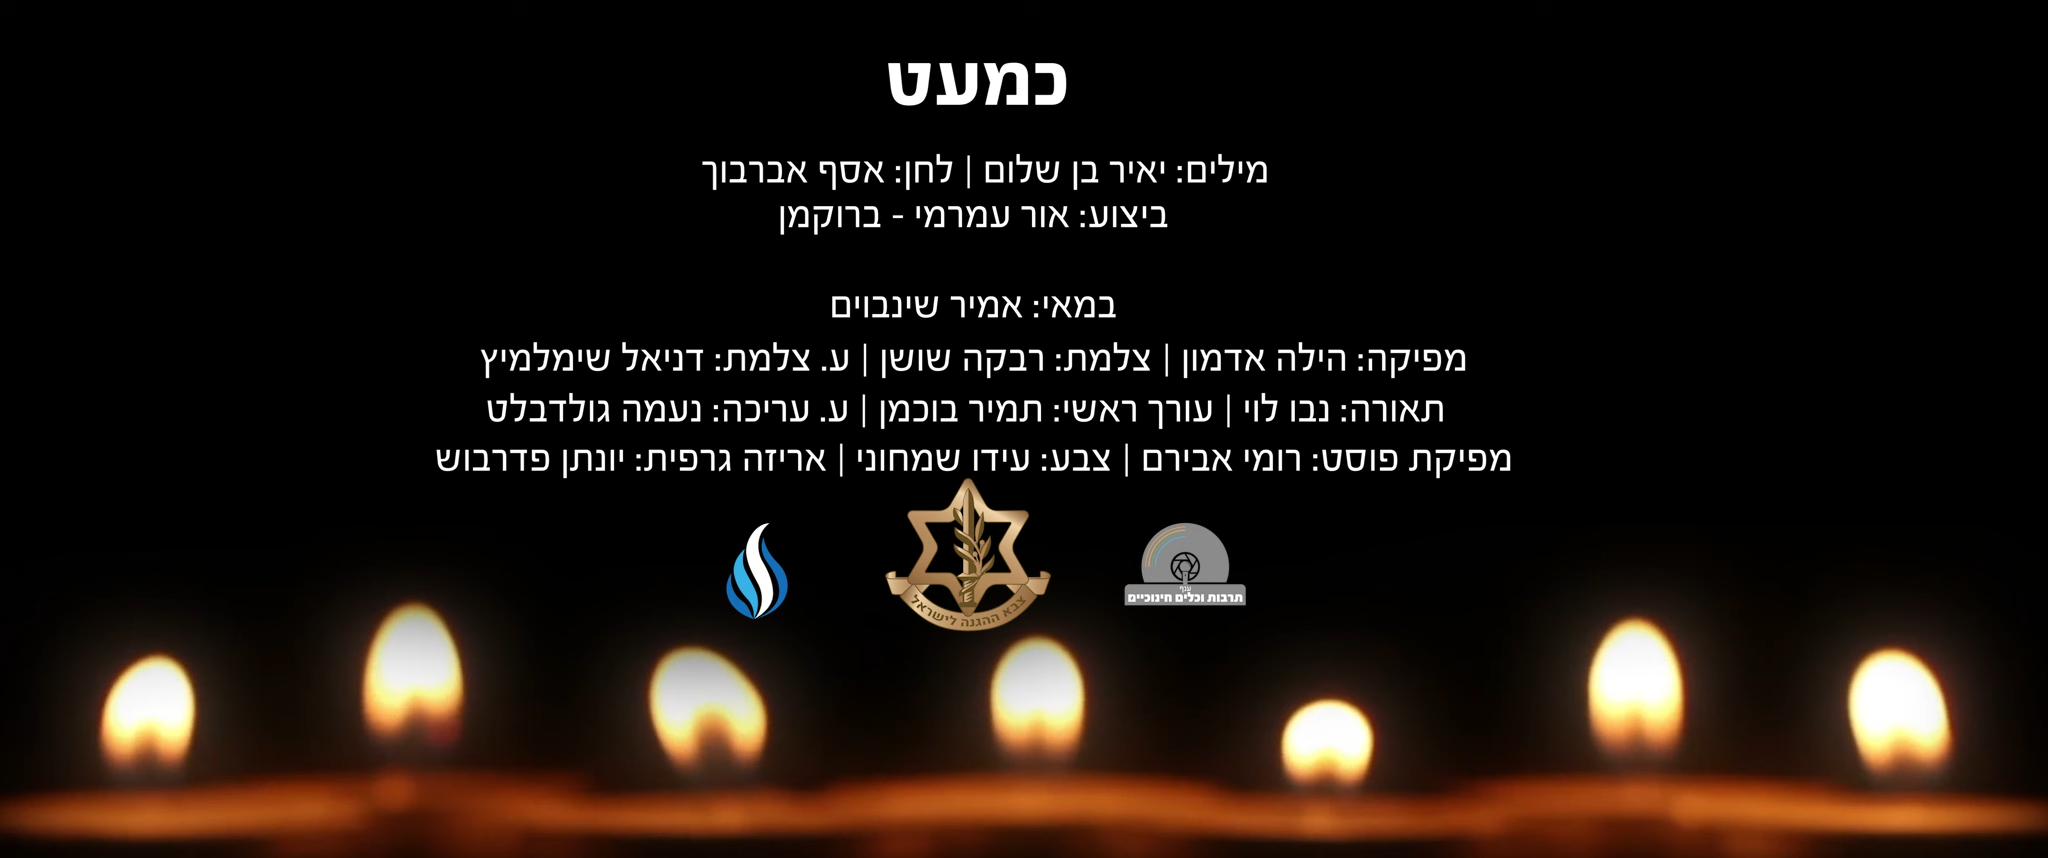 כמעט
מילים: יאיר בן שלום | לחן: אסף אברבוך
ביצוע: אור עמרמי - ברוקמן
במאי: אמיר שינבוים
מפיקה: הילה אדמון | צלמת: רבקה שושן | ע. צלמת: דניאל שימלמיץ
תאורה: נבו לוי | עורך ראשי: תמיר בוכמן | ע. עריכה: נעמה גולדבלט
מפיקת פוסט: רומי אבירם | צבע: עידו שמחוני | אריזה גרפית: יונתן פדרבוש
צבא ההגנה לישראל
ענף
תרבות וכלים חינוכיים